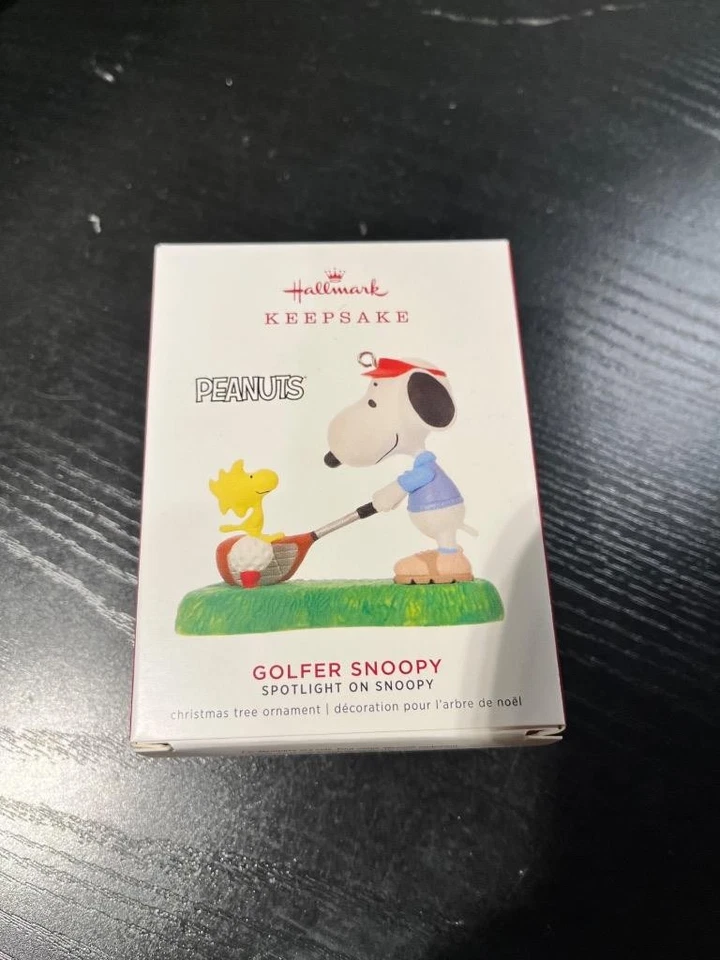 Hallmark
KEEPSAKE
PEANUTS
GOLFER SNOOPY
SPOTLIGHT ON SNOOPY
christmas tree ornament | décoration pour l'arbre de noël